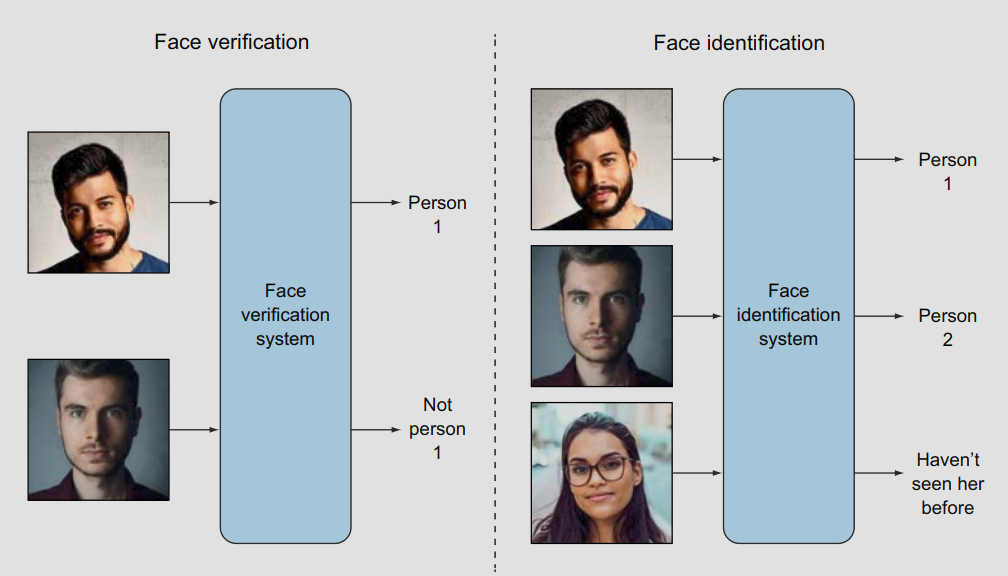 Face verification
Face
verification
system
Person
1
Not
person
1
Face identification
Face
identification
system
Person
1
Person
2
Haven’t
seen her
before